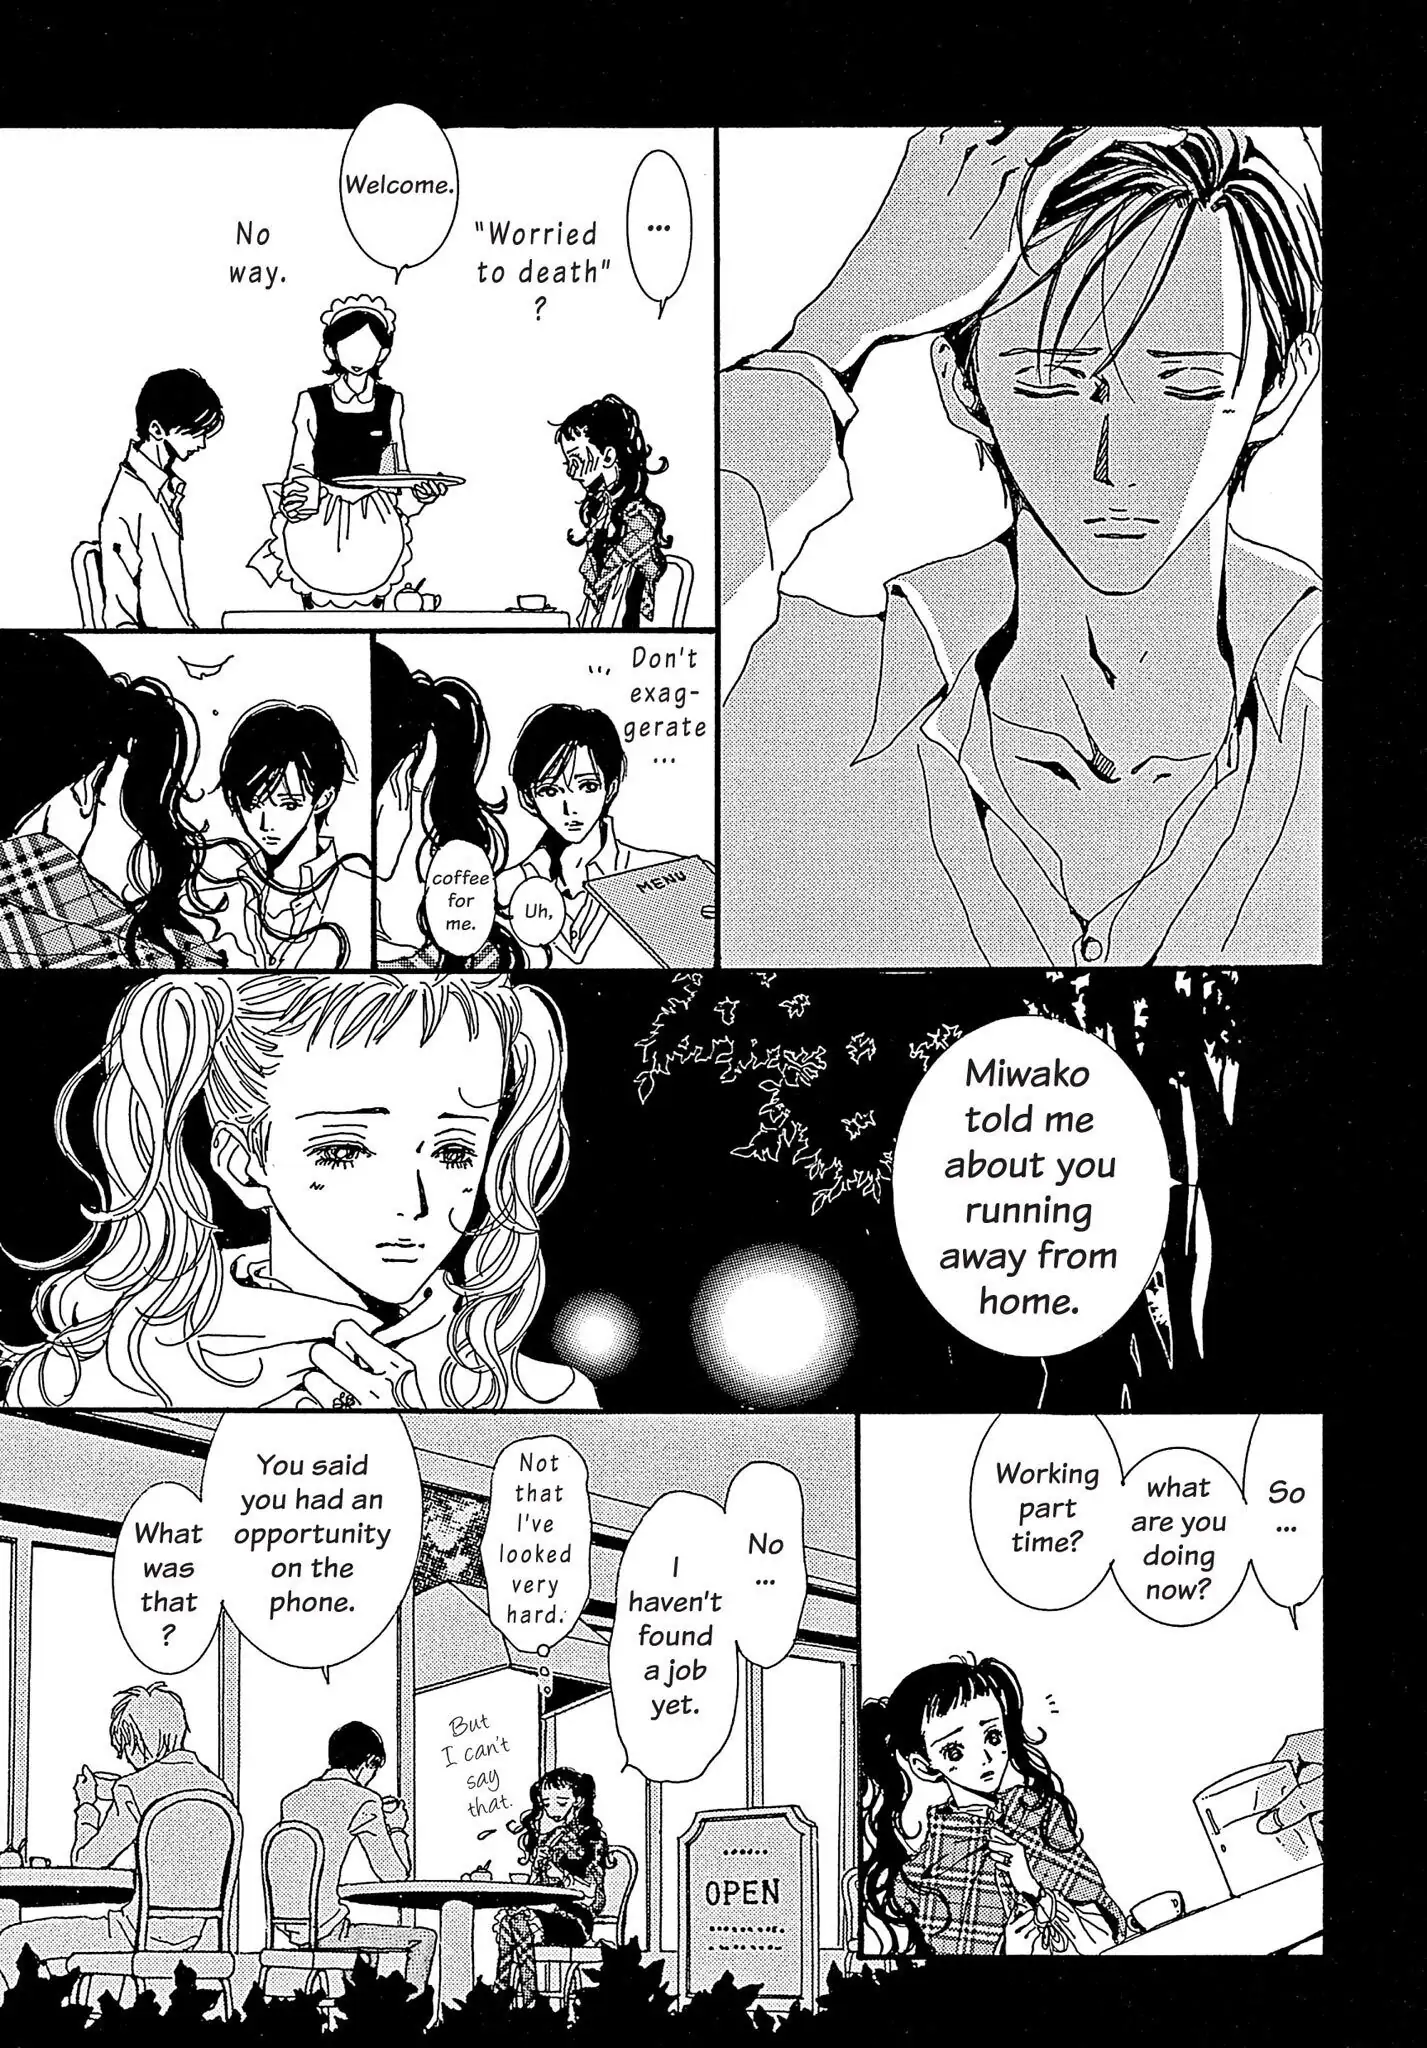 ...
"Worried
to death"
?
Welcome.
No
way.
...
Don't
exag-
gerate
...
MENU
Uh,
coffee
for
me.
Miwako
told me
about you
running
away from
home.
So
...
what
are you
doing
now?
Working
part
time?
No
...
I
haven't
found
a job
yet.
Not
that
I've
looked
very
hard.
But
I can't
say
that.
OPEN
You said
you had an
opportunity
on the
phone.
What
was
that
?